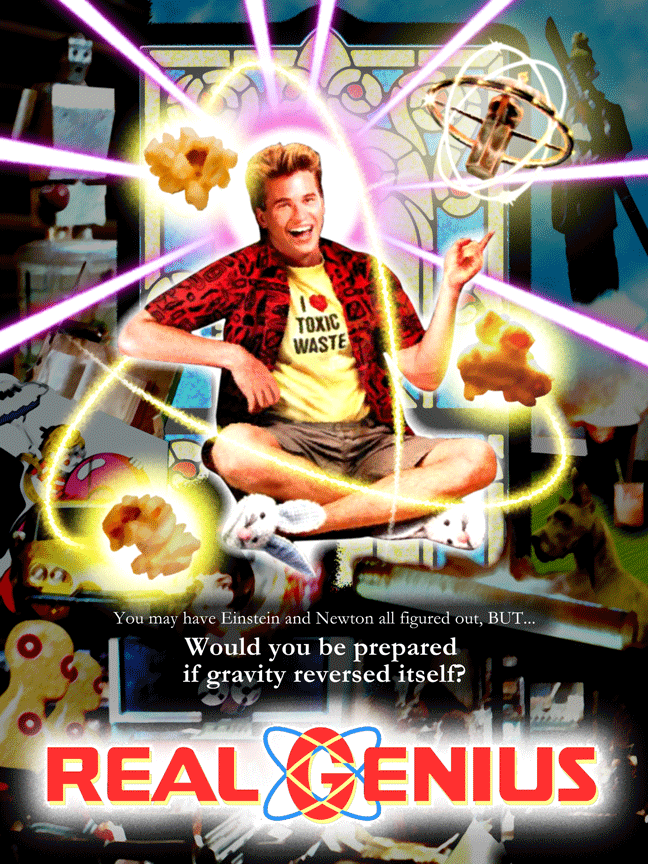 I ❤
TOXIC
WASTE
You may have Einstein and Newton all figured out, BUT...
Would you be prepared
if gravity reversed itself?
REAL GENIUS